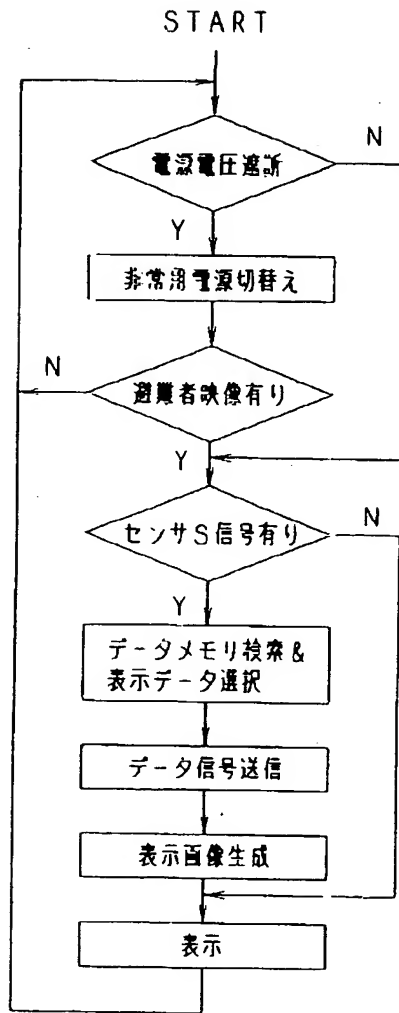 START
電源電圧遮断
N
Y
非常用電源切替え
N
避難者映像有り
Y
センサS信号有り
N
Y
データメモリ検索&
表示データ選択
データ信号送信
表示画像生成
表示